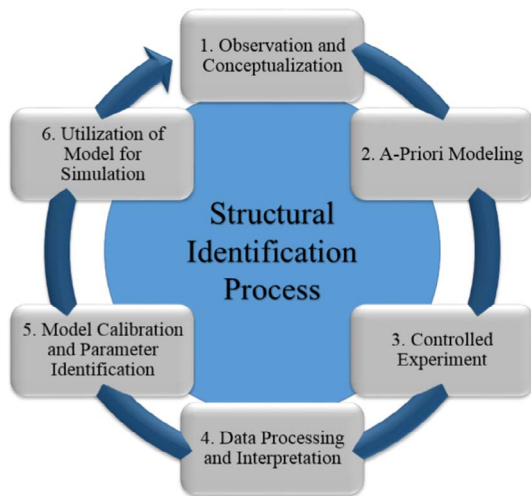 1. Observation and
Conceptualization
2. A-Priori Modeling
3. Controlled
Experiment
4. Data Processing
and Interpretation
5. Model Calibration
and Parameter
Identification
6. Utilization of
Model for
Simulation
Structural
Identification
Process